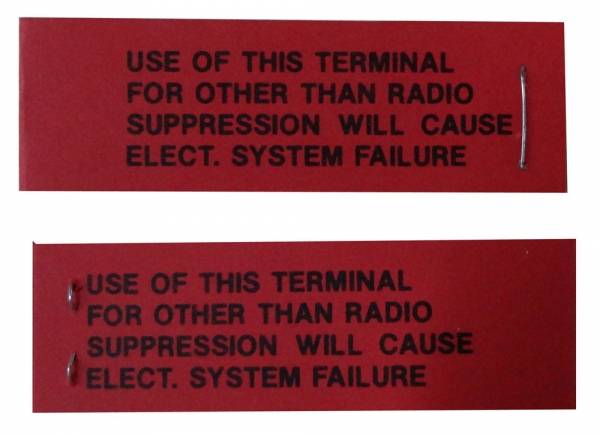 USE OF THIS TERMINAL
FOR OTHER THAN RADIO
SUPPRESSION WILL CAUSE
ELECT. SYSTEM FAILURE
USE OF THIS TERMINAL
FOR OTHER THAN RADIO
SUPPRESSION WILL CAUSE
ELECT. SYSTEM FAILURE